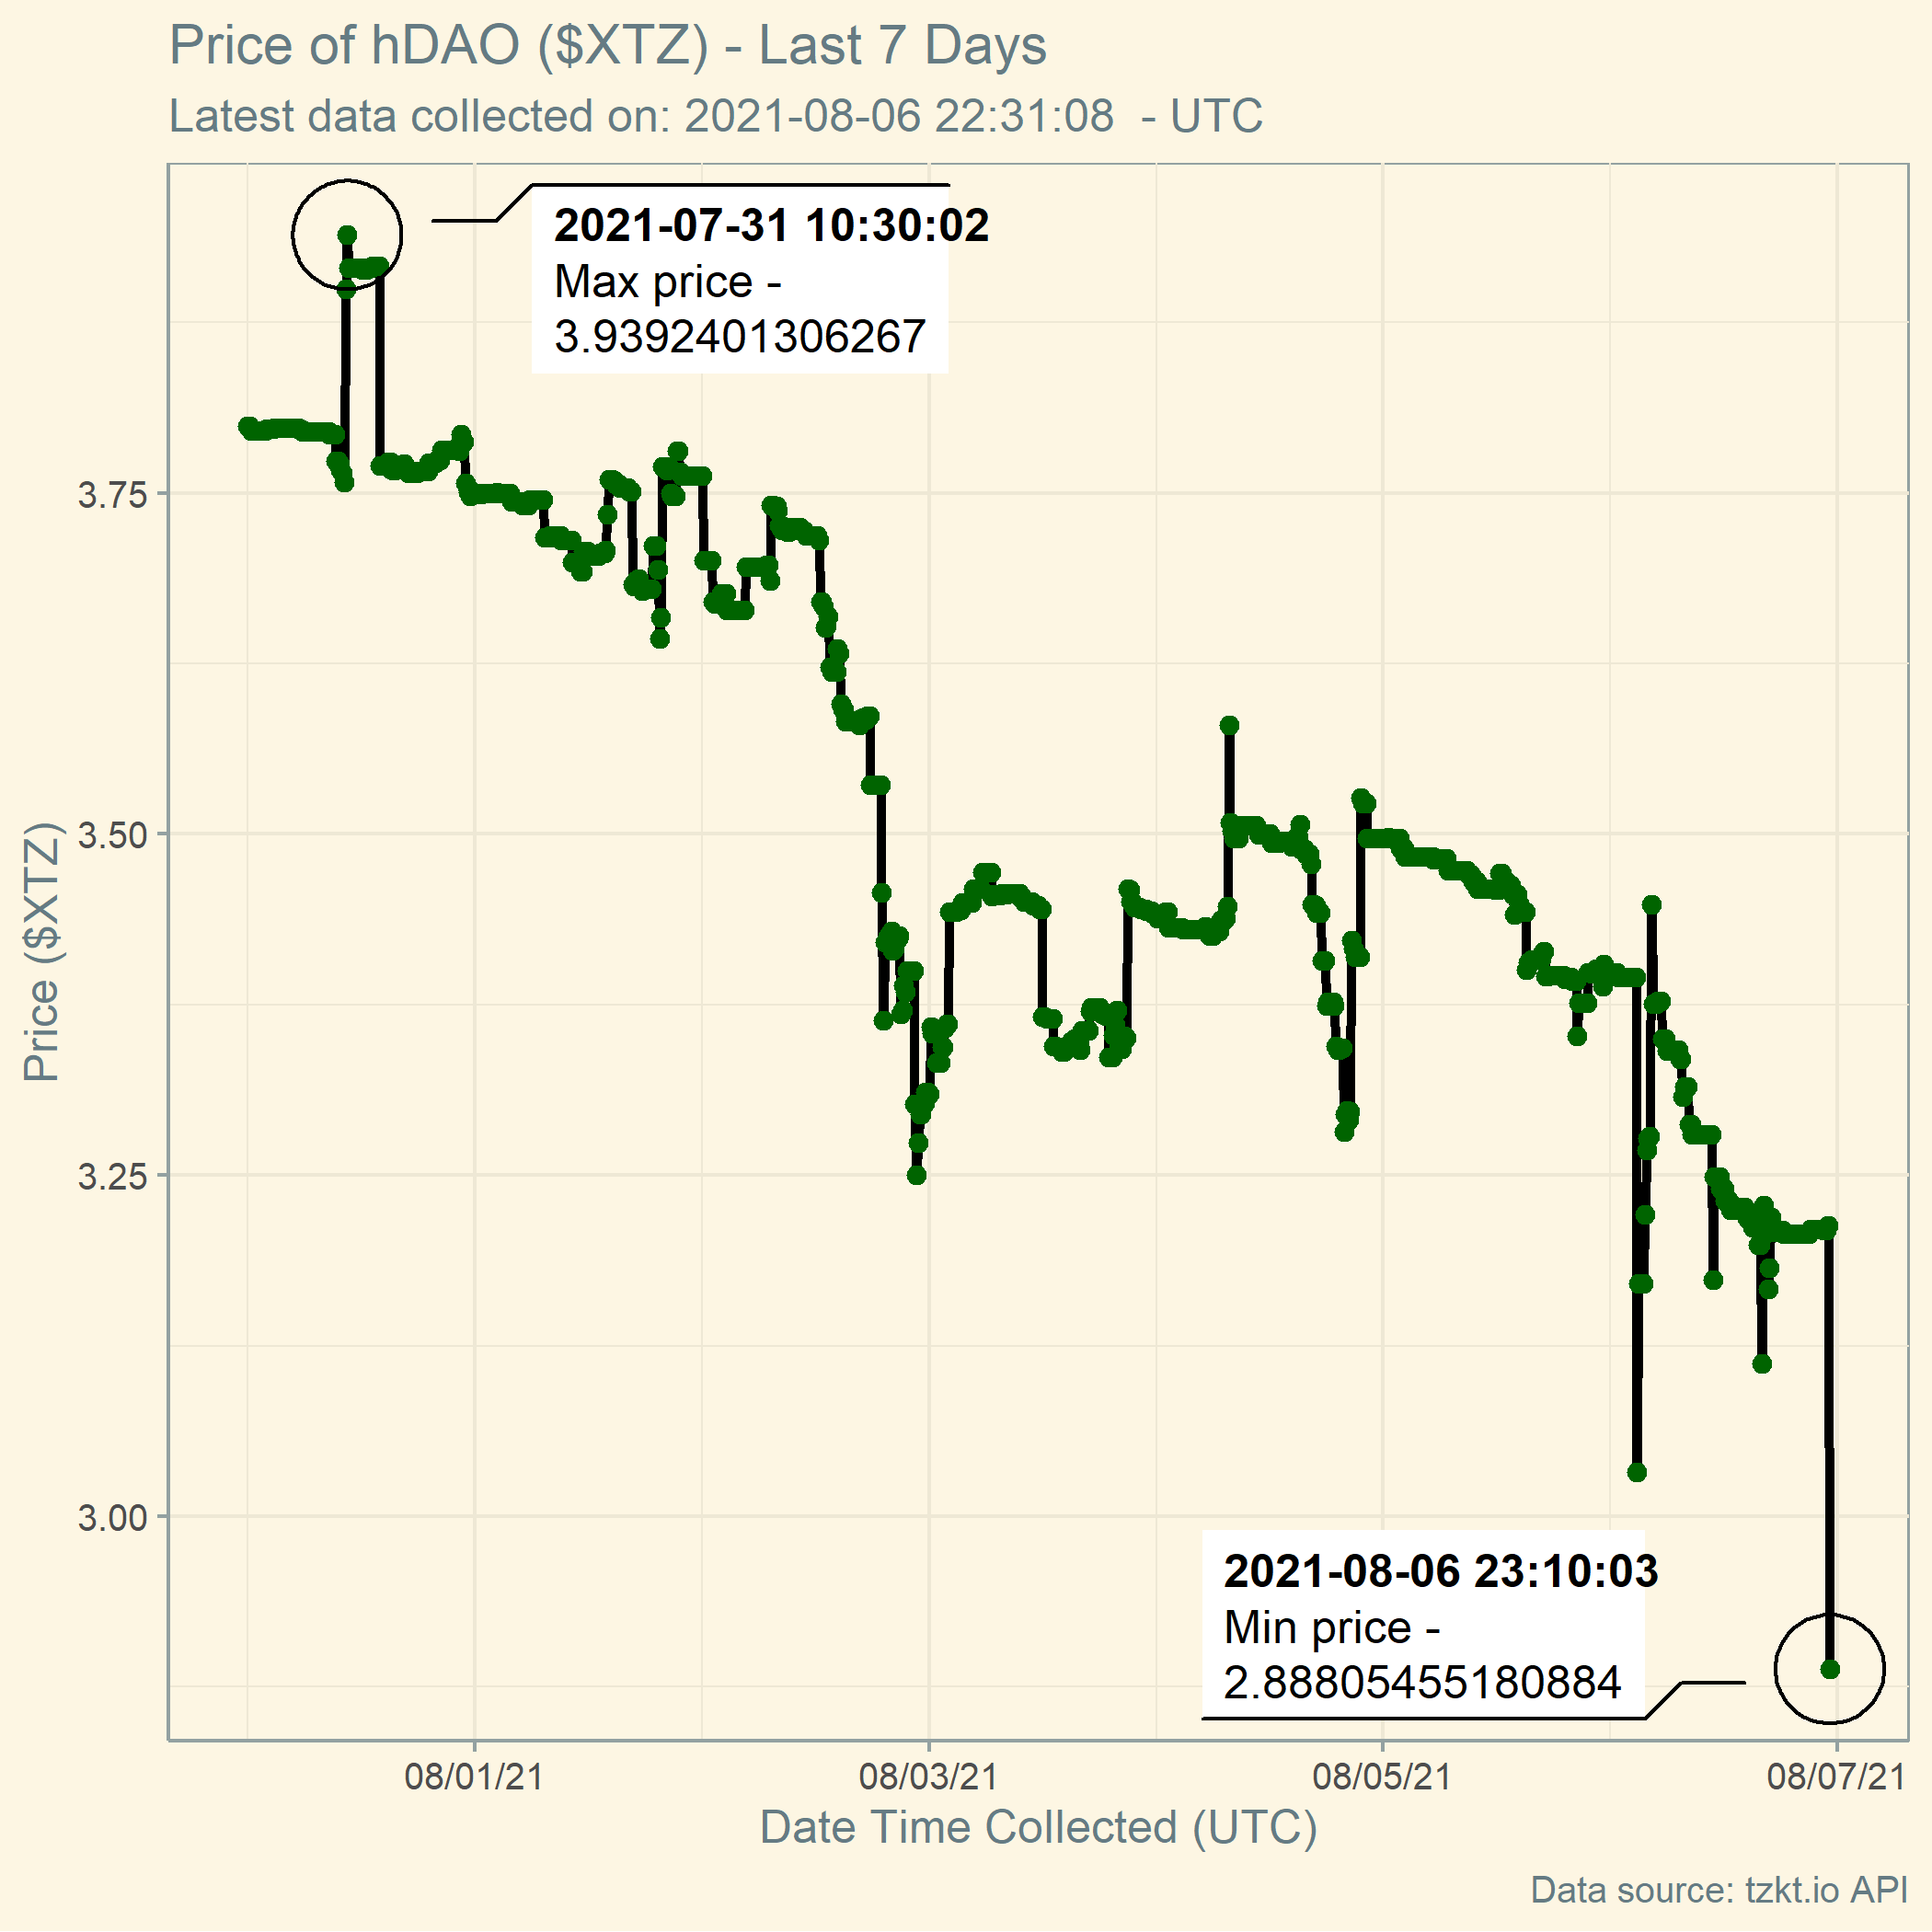 Price of hDAO ($XTZ) - Last 7 Days
Latest data collected on: 2021-08-06 22:31:08  - UTC
2021-07-31 10:30:02
Max price -
3.9392401306267
3.75
3.50
3.25
3.00
Price ($XTZ)
2021-08-06 23:10:03
Min price -
2.88805455180884
08/01/21
08/03/21
08/05/21
08/07/21
Date Time Collected (UTC)
Data source: tzkt.io API